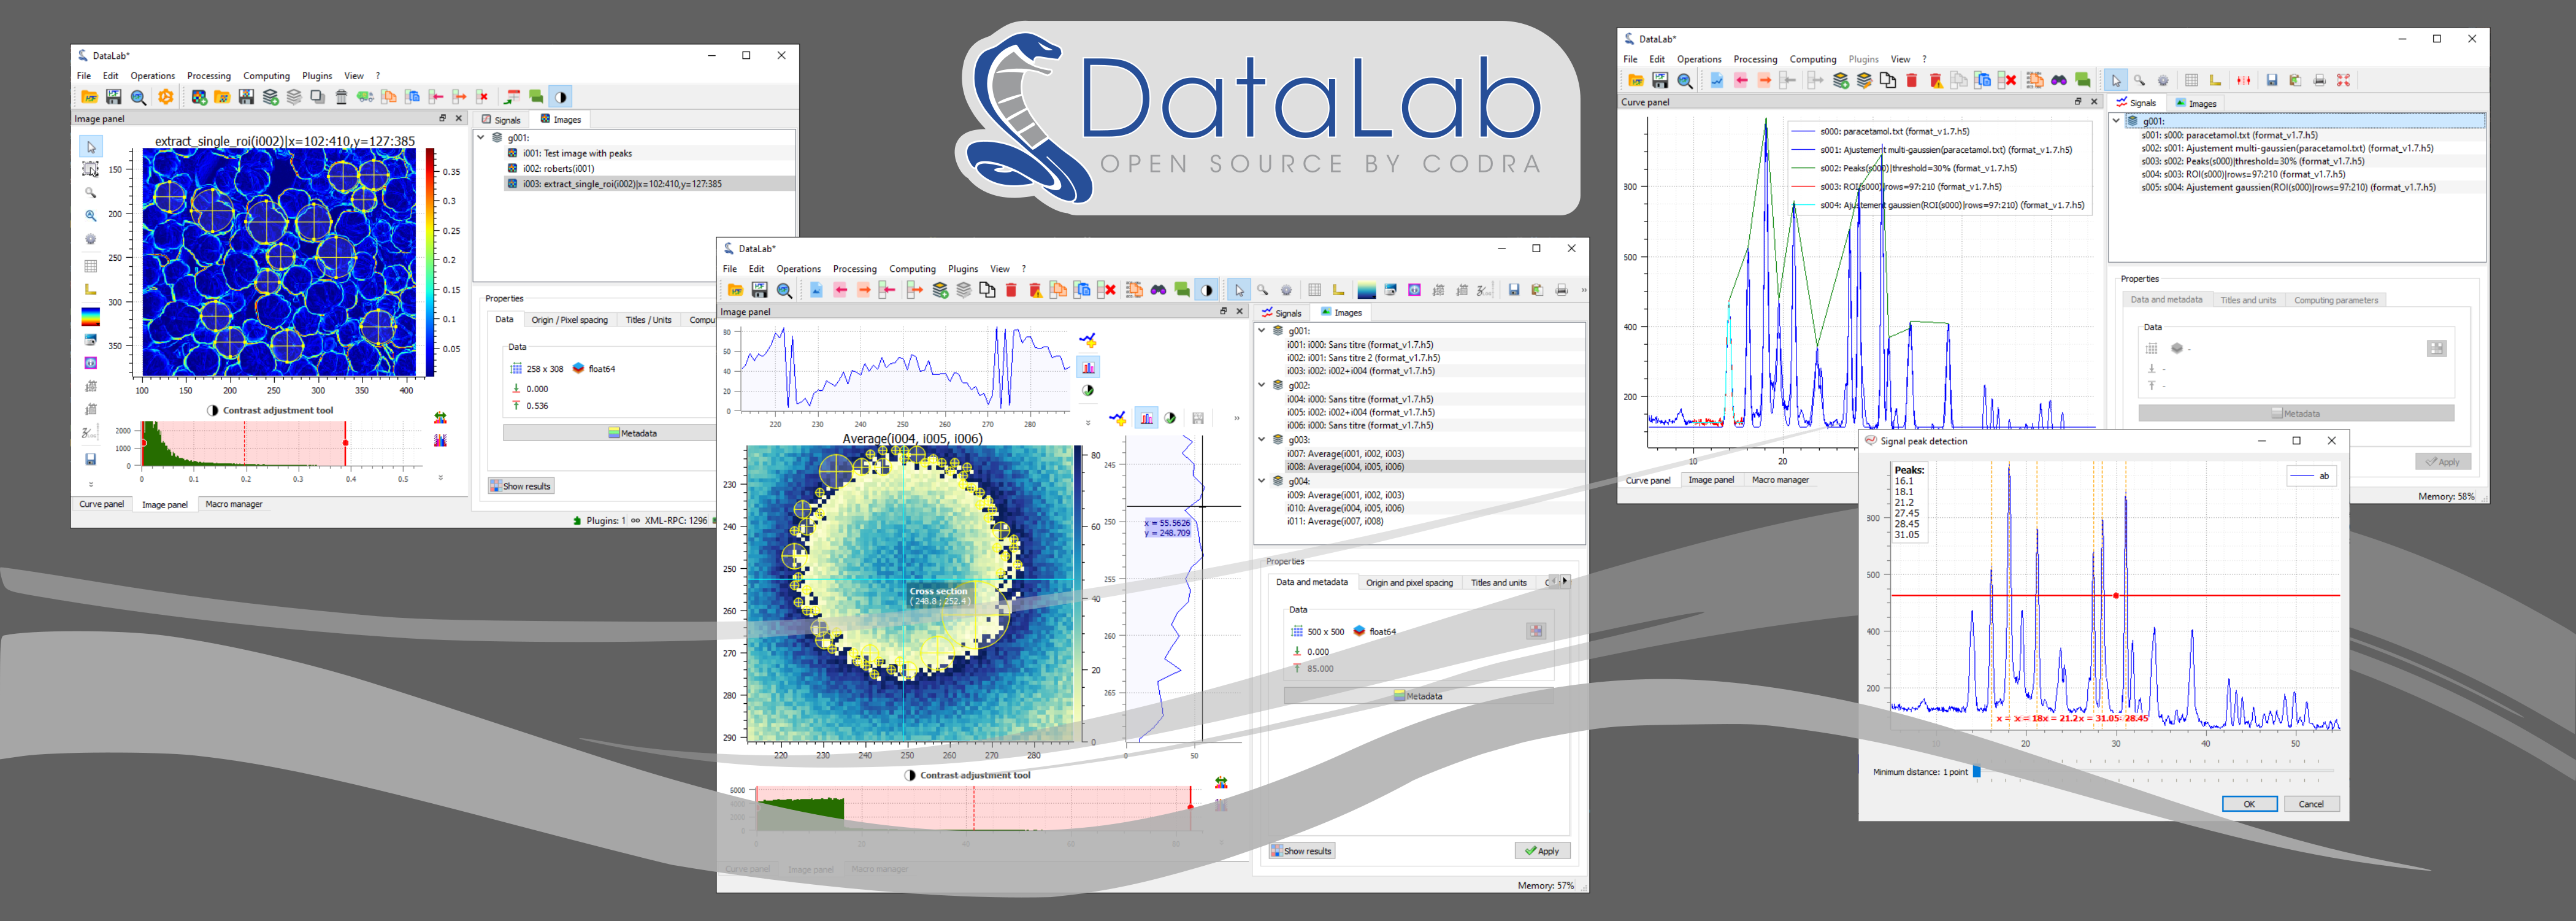 DataLab
OPEN SOURCE BY CODRA
DataLab*
File Edit Operations Processing Computing Plugins View ?
Image panel
extract_single_roi(i002)|x=102:410,y=127:385
150
200
250
300
350
100 150 200 250 300 350 400
0.35
0.3
0.25
0.2
0.15
0.1
0.05
Contrast adjustment tool
2000
1000
0
0 0.1 0.2 0.3 0.4 0.5
Curve panel Image panel Macro manager
Signals Images
g001:
i001: Test image with peaks
i002: roberts(i001)
i003: extract_single_roi(i002)|x=102:410,y=127:385
Properties
Data Origin / Pixel spacing Titles / Units Compu
Data
258 x 308 float64
0.000
0.536
Metadata
Show results
Plugins: 1 XML-RPC: 1296
DataLab*
File Edit Operations Processing Computing Plugins View ?
Image panel
80
60
40
20
0
220 230 240 250 260 270 280
Average(i004, i005, i006)
230
240
250
260
270
280
290
220 230 240 250 260 270 280
80
60
40
20
0
Cross section
( 248.8 ; 252.4 )
245
250
255
260
265
0 50
x = 55.5626
y = 248.709
Contrast adjustment tool
6000
4000
2000
0
0 20 40 60 80
Curve panel Image panel Macro manager
Signals Images
g001:
i001: i000: Sans titre (format_v1.7.h5)
i002: i001: Sans titre 2 (format_v1.7.h5)
i003: i002: i002+i004 (format_v1.7.h5)
g002:
i004: i000: Sans titre (format_v1.7.h5)
i005: i002: i002+i004 (format_v1.7.h5)
i006: i000: Sans titre (format_v1.7.h5)
g003:
i007: Average(i001, i02, i003)
i008: Average(i004, i005, i006)
g004:
i009: Average(i001, i002, i003)
i010: Average(i004, i005, i006)
i011: Average(i007, i008)
Properties
Data and metadata Origin and pixel spacing Titles and units
Data
500 x 500 float64
0.000
85.000
Metadata
Show results Apply
Memory: 57%
DataLab*
File Edit Operations Processing Computing Plugins View ?
Curve panel
s000: paracetamol.txt (format_v1.7.h5)
s001: Ajustement multi-gaussien(paracetamol.txt) (format_v1.7.h5)
s002: Peaks(s000)|threshold=30% (format_v1.7.h5)
s003: ROI(s000)|rows=97:210 (format_v1.7.h5)
s004: Ajustement gaussien(ROI(s000)|rows=97:210) (format_v1.7.h5)
800
600
400
200
10 20
Curve panel Image panel Macro manager
Signals Images
g001:
s001: s000: paracetamol.txt (format_v1.7.h5)
s002: s001: Ajustement multi-gaussien(paracetamol.txt) (format_v1.7.h5)
s003: s002: Peaks(s000)|threshold=30% (format_v1.7.h5)
s004: s003: ROI(s000)|rows=97:210 (format_v1.7.h5)
s005: s004: Ajustement gaussien(ROI(s000)|rows=97:210) (format_v1.7.h5)
Properties
Data and metadata Titles and units Computing parameters
Data
-
-
-
Metadata
Apply
Memory: 58%
Signal peak detection
Peaks:
16.1
18.1
21.2
27.45
28.45
31.05
ab
800
600
400
200
10 20 30 40 50
Minimum distance: 1 point
OK Cancel